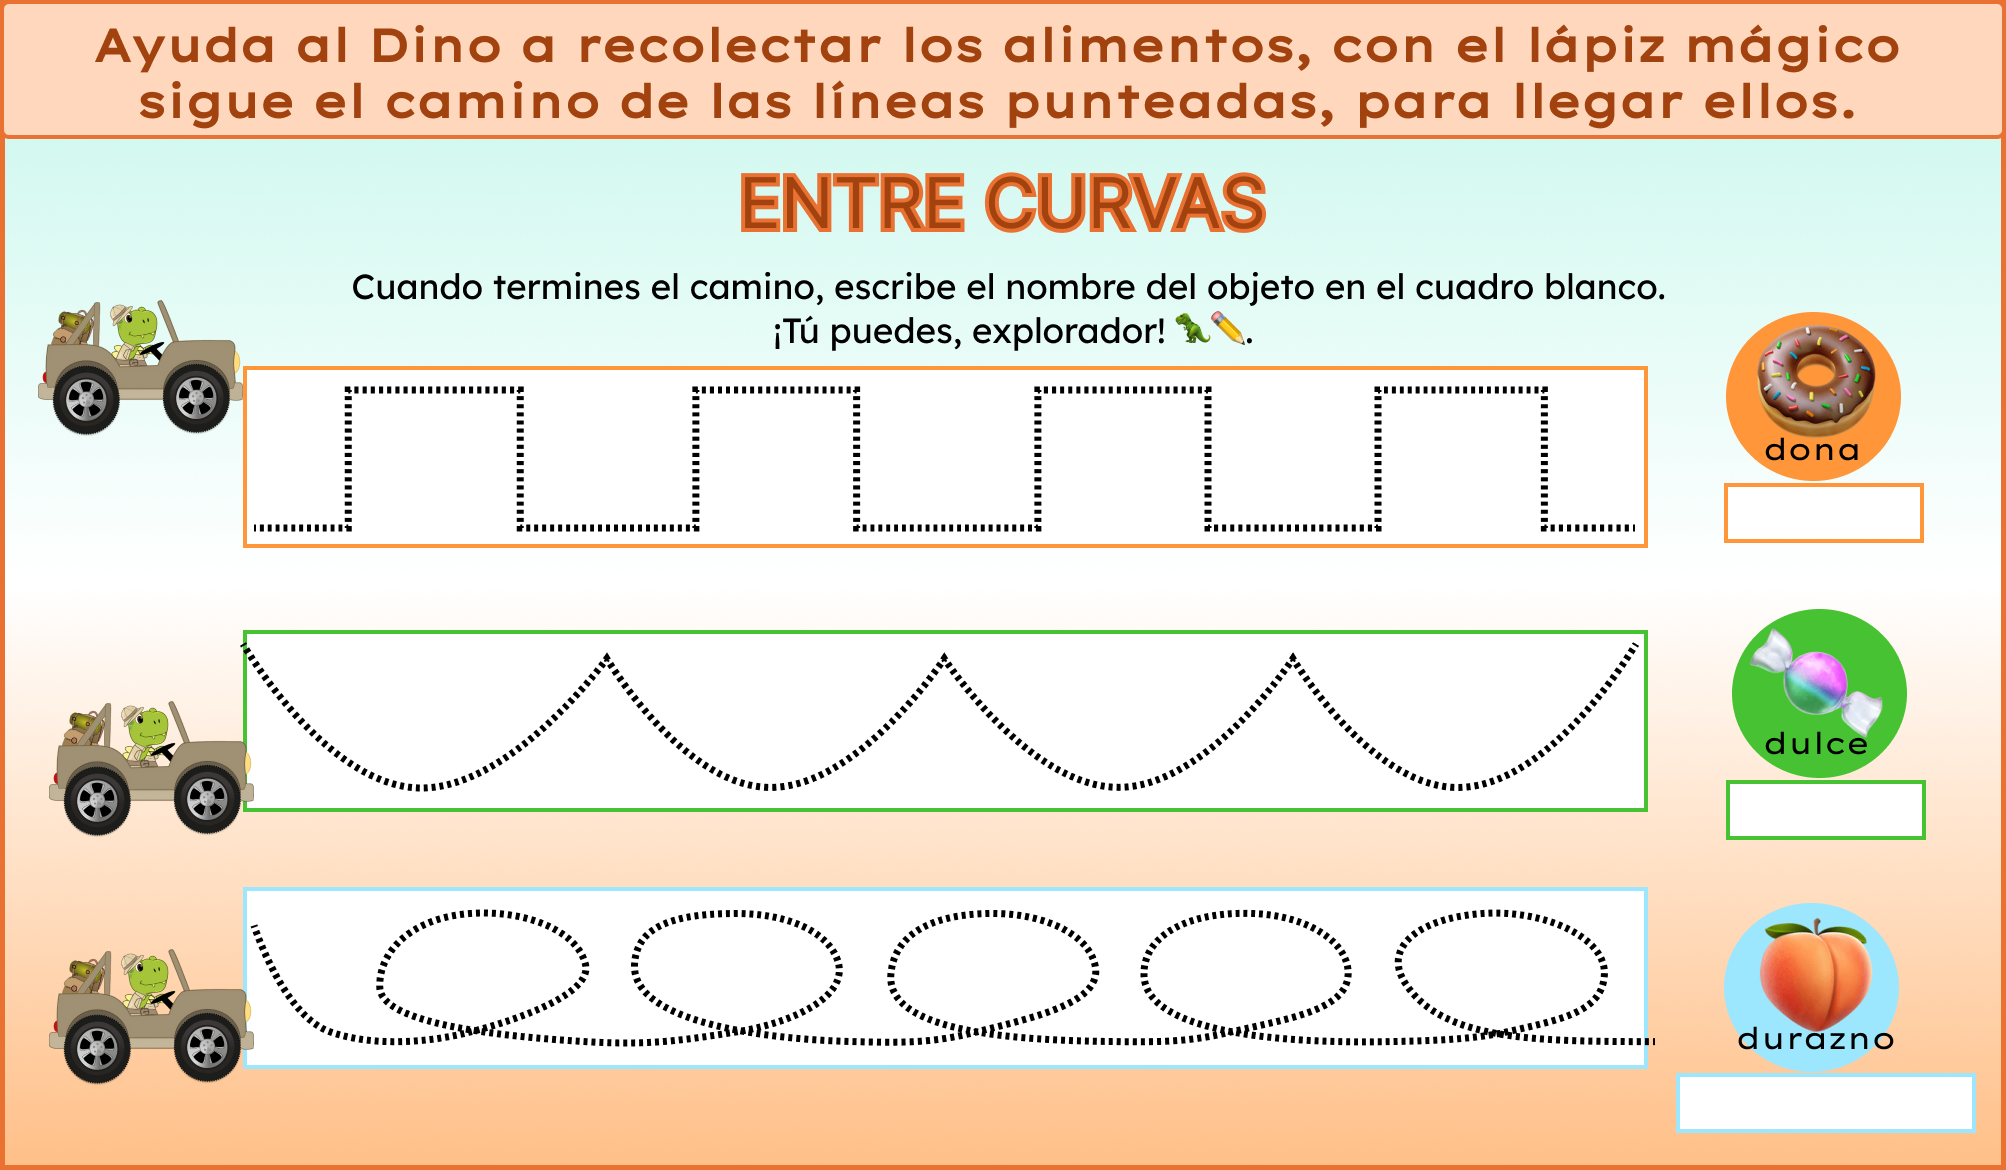 Ayuda al Dino a recolectar los alimentos, con el lápiz mágico
sigue el camino de las líneas punteadas, para llegar ellos.
ENTRE CURVAS
Cuando termines el camino, escribe el nombre del objeto en el cuadro blanco.
¡Tú puedes, explorador! 🦖✏️.
dona
dulce
durazno